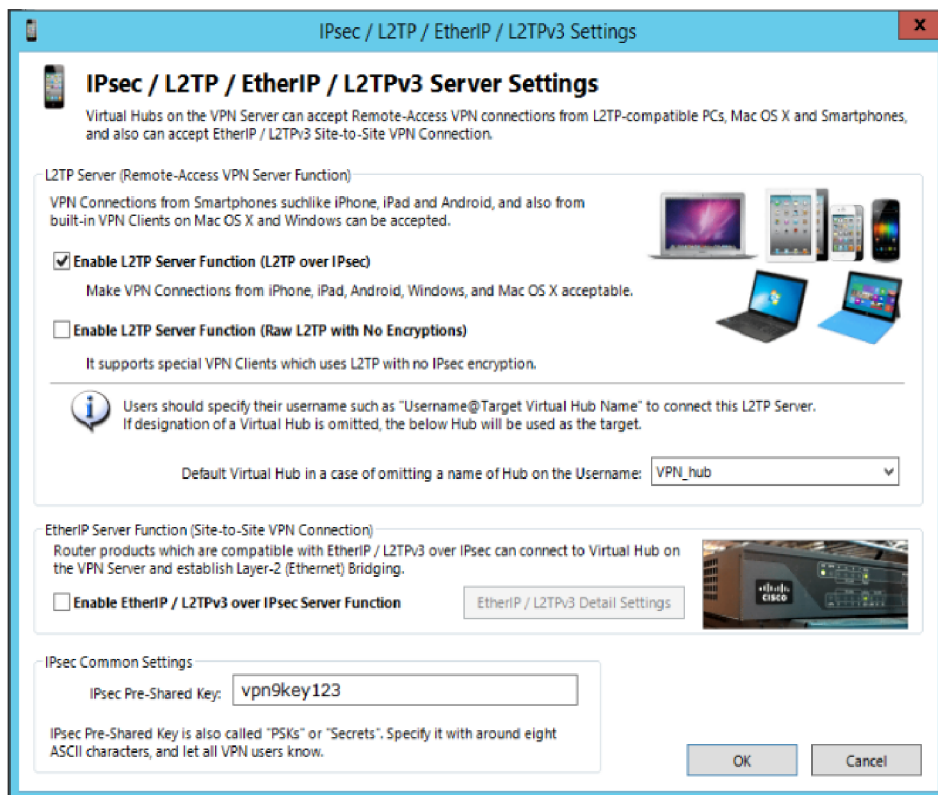 IPsec / L2TP / EtherIP / L2TPv3 Settings
x
IPsec / L2TP / EtherIP / L2TPv3 Server Settings
Virtual Hubs on the VPN Server can accept Remote-Access VPN connections from L2TP-compatible PCs, Mac OS X and Smartphones,
and also can accept EtherIP / L2TPv3 Site-to-Site VPN Connection.
L2TP Server (Remote-Access VPN Server Function)
VPN Connections from Smartphones suchlike iPhone, iPad and Android, and also from
built-in VPN Clients on Mac OS X and Windows can be accepted.
Enable L2TP Server Function (L2TP over IPsec)
Make VPN Connections from iPhone, iPad, Android, Windows, and Mac OS X acceptable.
Enable L2TP Server Function (Raw L2TP with No Encryptions)
It supports special VPN Clients which uses L2TP with no IPsec encryption.
Users should specify their username such as "Username@Target Virtual Hub Name" to connect this L2TP Server.
If designation of a Virtual Hub is omitted, the below Hub will be used as the target.
Default Virtual Hub in a case of omitting a name of Hub on the Username: VPN_hub
EtherIP Server Function (Site-to-Site VPN Connection)
Router products which are compatible with EtherIP / L2TPv3 over IPsec can connect to Virtual Hub on
the VPN Server and establish Layer-2 (Ethernet) Bridging.
Enable EtherIP / L2TPv3 over IPsec Server Function
EtherIP / L2TPv3 Detail Settings
cisco
IPsec Common Settings
IPsec Pre-Shared Key: vpn9key123
IPsec Pre-Shared Key is also called "PSKs" or "Secrets". Specify it with around eight
ASCII characters, and let all VPN users know.
OK
Cancel